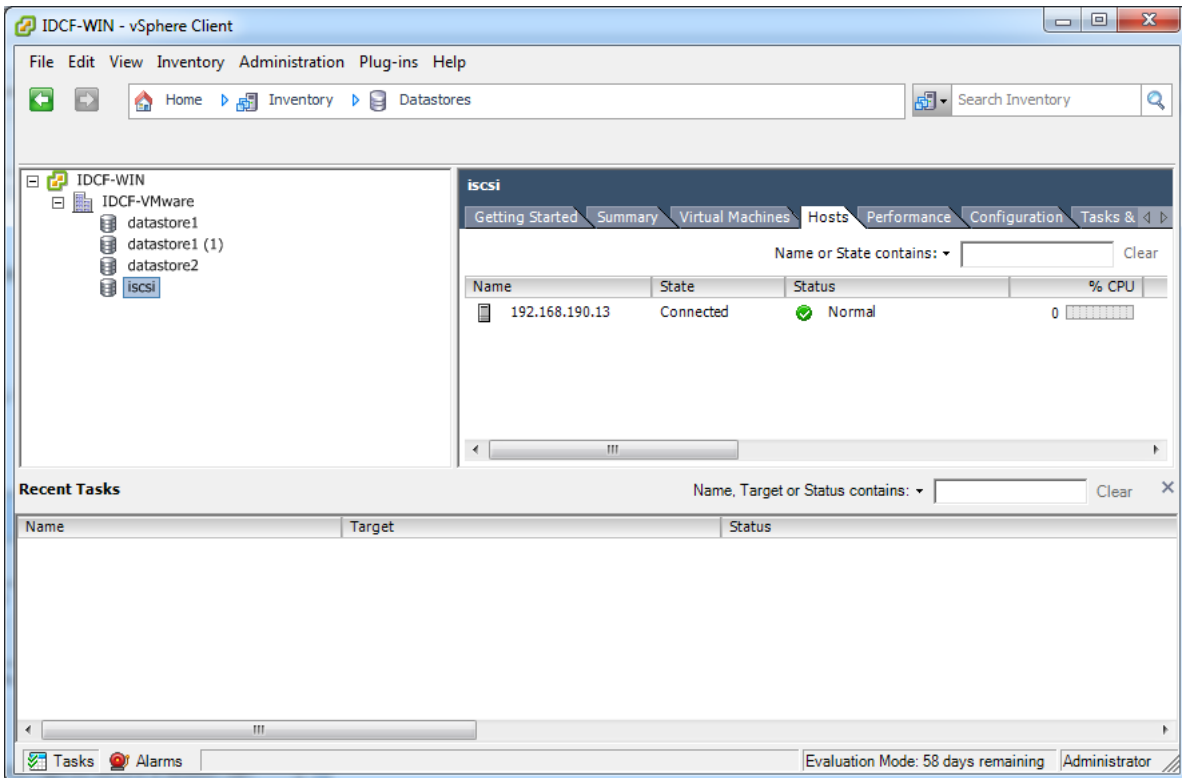 IDCF-WIN - vSphere Client
File Edit View Inventory Administration Plug-ins Help
Home Inventory Datastores Search Inventory
IDCF-WIN
IDCF-VMware
datastore1
datastore1 (1)
datastore2
iscsi
iscsi
Getting Started Summary Virtual Machines Hosts Performance Configuration Tasks &
Name or State contains: Clear
Name State Status % CPU
192.168.190.13 Connected Normal 0
Recent Tasks Name, Target or Status contains: Clear
Name Target Status
Tasks Alarms Evaluation Mode: 58 days remaining Administrator